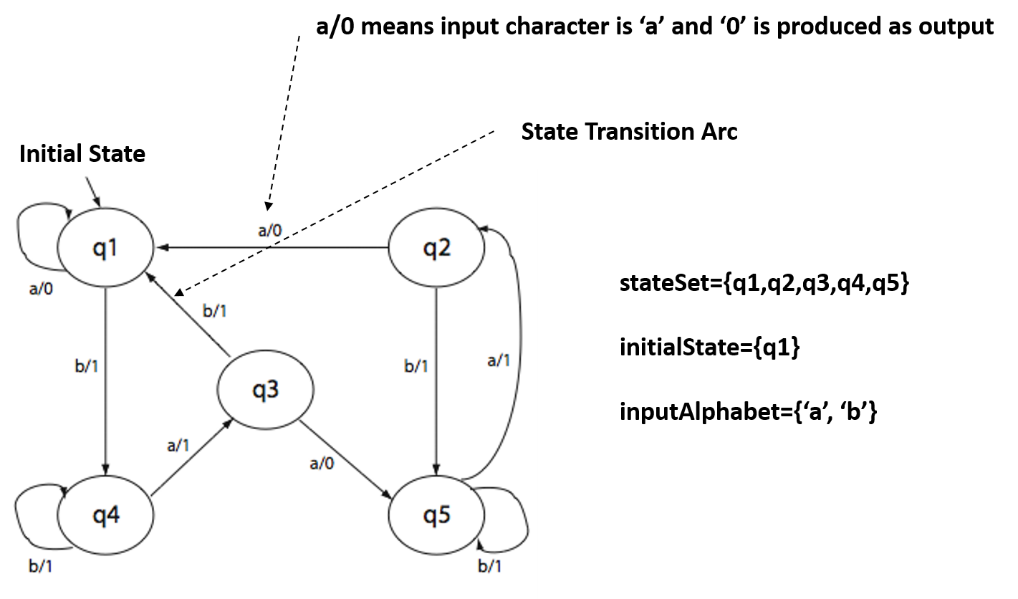 a/0 means input character is ‘a’ and ‘0’ is produced as output
State Transition Arc
Initial State
a/0
q1
q2
a/0
b/1
b/1
b/1
a/1
q3
a/1
a/0
q4
q5
b/1
b/1
stateSet={q1,q2,q3,q4,q5}
initialState={q1}
inputAlphabet={‘a’, ‘b’}